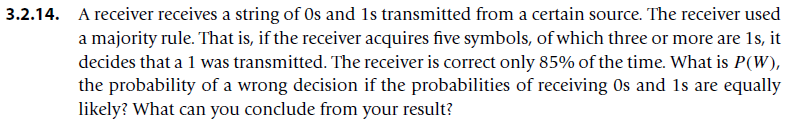 3.2.14. A receiver receives a string of 0s and 1s transmitted from a certain source. The receiver used
a majority rule. That is, if the receiver acquires five symbols, of which three or more are 1s, it
decides that a 1 was transmitted. The receiver is correct only 85% of the time. What is P(W),
the probability of a wrong decision if the probabilities of receiving 0s and 1s are equally
likely? What can you conclude from your result?